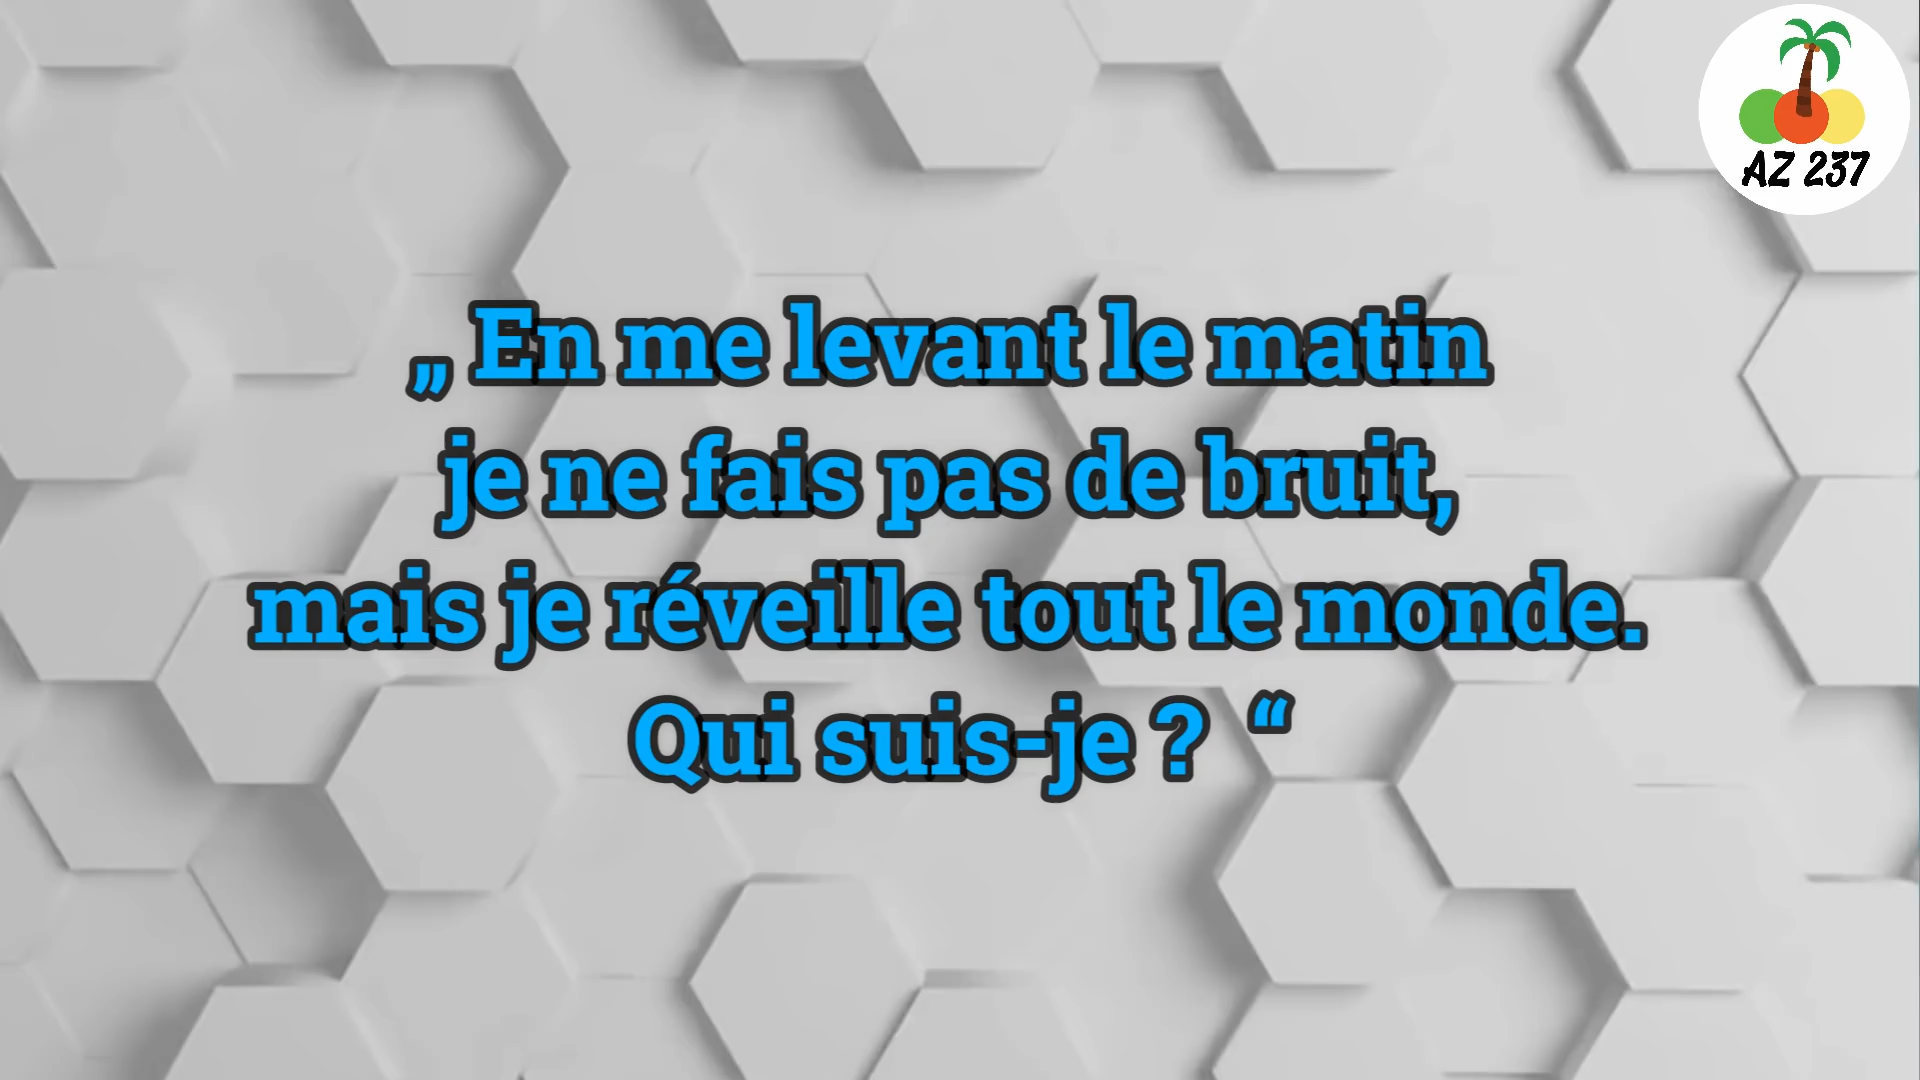 AZ 237
„ En me levant le matin
je ne fais pas de bruit,
mais je réveille tout le monde.
Qui suis-je ? “